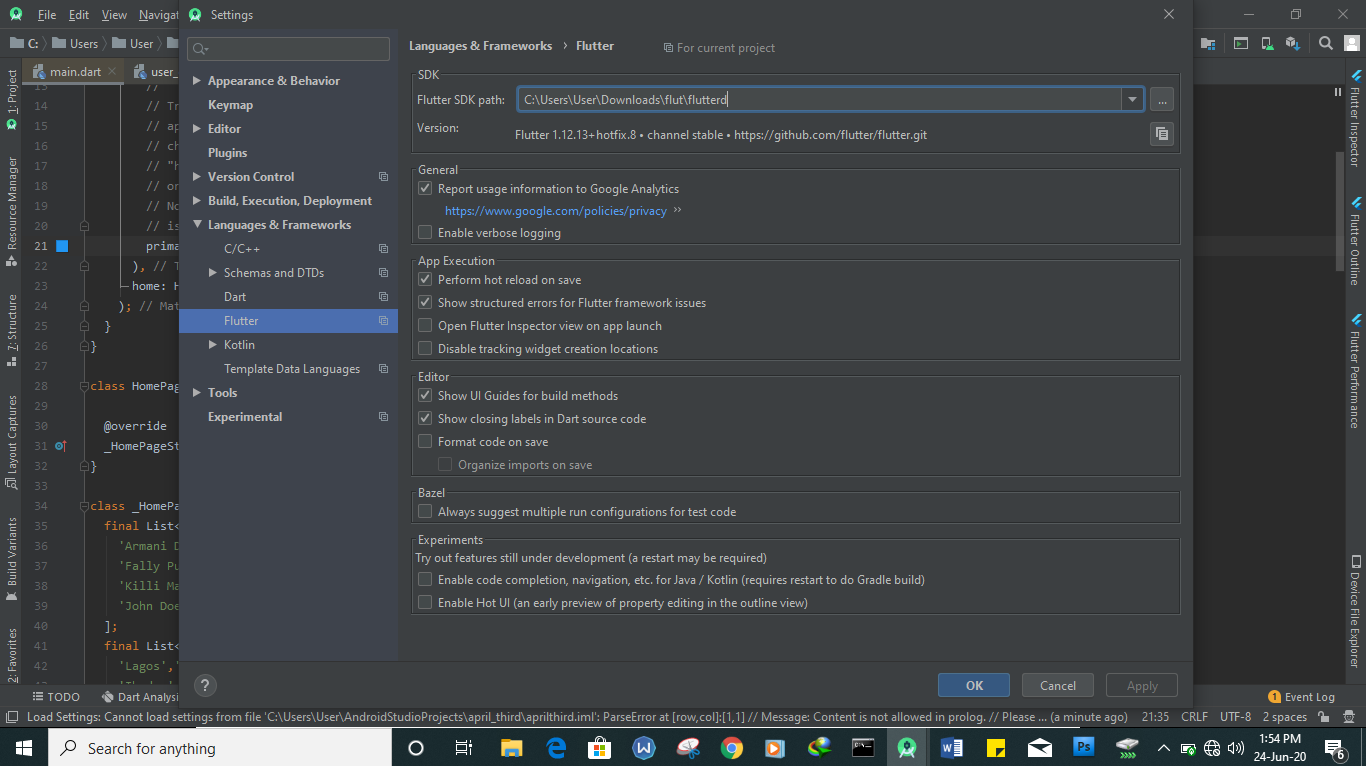 File Edit View Navigat
Settings
C: Users User
main.dart user_
Languages & Frameworks › Flutter For current project
SDK
Flutter SDK path: C:\Users\User\Downloads\flut\flutterd ...
Version: Flutter 1.12.13+hotfix.8 • channel stable • https://github.com/flutter/flutter.git
General
Report usage information to Google Analytics
https://www.google.com/policies/privacy
Enable verbose logging
App Execution
Perform hot reload on save
Show structured errors for Flutter framework issues
Open Flutter Inspector view on app launch
Disable tracking widget creation locations
Editor
Show UI Guides for build methods
Show closing labels in Dart source code
Format code on save
Organize imports on save
Bazel
Always suggest multiple run configurations for test code
Experiments
Try out features still under development (a restart may be required)
Enable code completion, navigation, etc. for Java / Kotlin (requires restart to do Gradle build)
Enable Hot UI (an early preview of property editing in the outline view)
Appearance & Behavior
Keymap
Editor
Plugins
Version Control
Build, Execution, Deployment
Languages & Frameworks
C/C++
Schemas and DTDs
Dart
Flutter
Kotlin
Template Data Languages
Tools
Experimental
?
OK Cancel Apply
1: Project
Resource Manager
7: Structure
Layout Captures
Build Variants
2: Favorites
13 //
14 // Tr
15 // ap
16 // ch
17 // "h
18 // or
19 // No
20 // is
21 prima
22 ), // T
23 home: H
24 ); // Mat
25 }
26 }
27
28 class HomePag
29
30 @override
31 _HomePageSt
32 }
33
34 class _HomePa
35 final List<
36 'Armani D
37 'Fally Pu
38 'Killi Ma
39 'John Doe
40 ];
41 final List<
42 'Lagos','
Flutter Inspector
Flutter Outline
Flutter Performance
Device File Explorer
TODO Dart Analysi
1 Event Log
Load Settings: Cannot load settings from file 'C:\Users\User\AndroidStudioProjects\april_third\aprilthird.iml': ParseError at [row,col]:[1,1] // Message: Content is not allowed in prolog. // Please ... (a minute ago) 21:35 CRLF UTF-8 2 spaces
Search for anything
1:54 PM
24-Jun-20
6